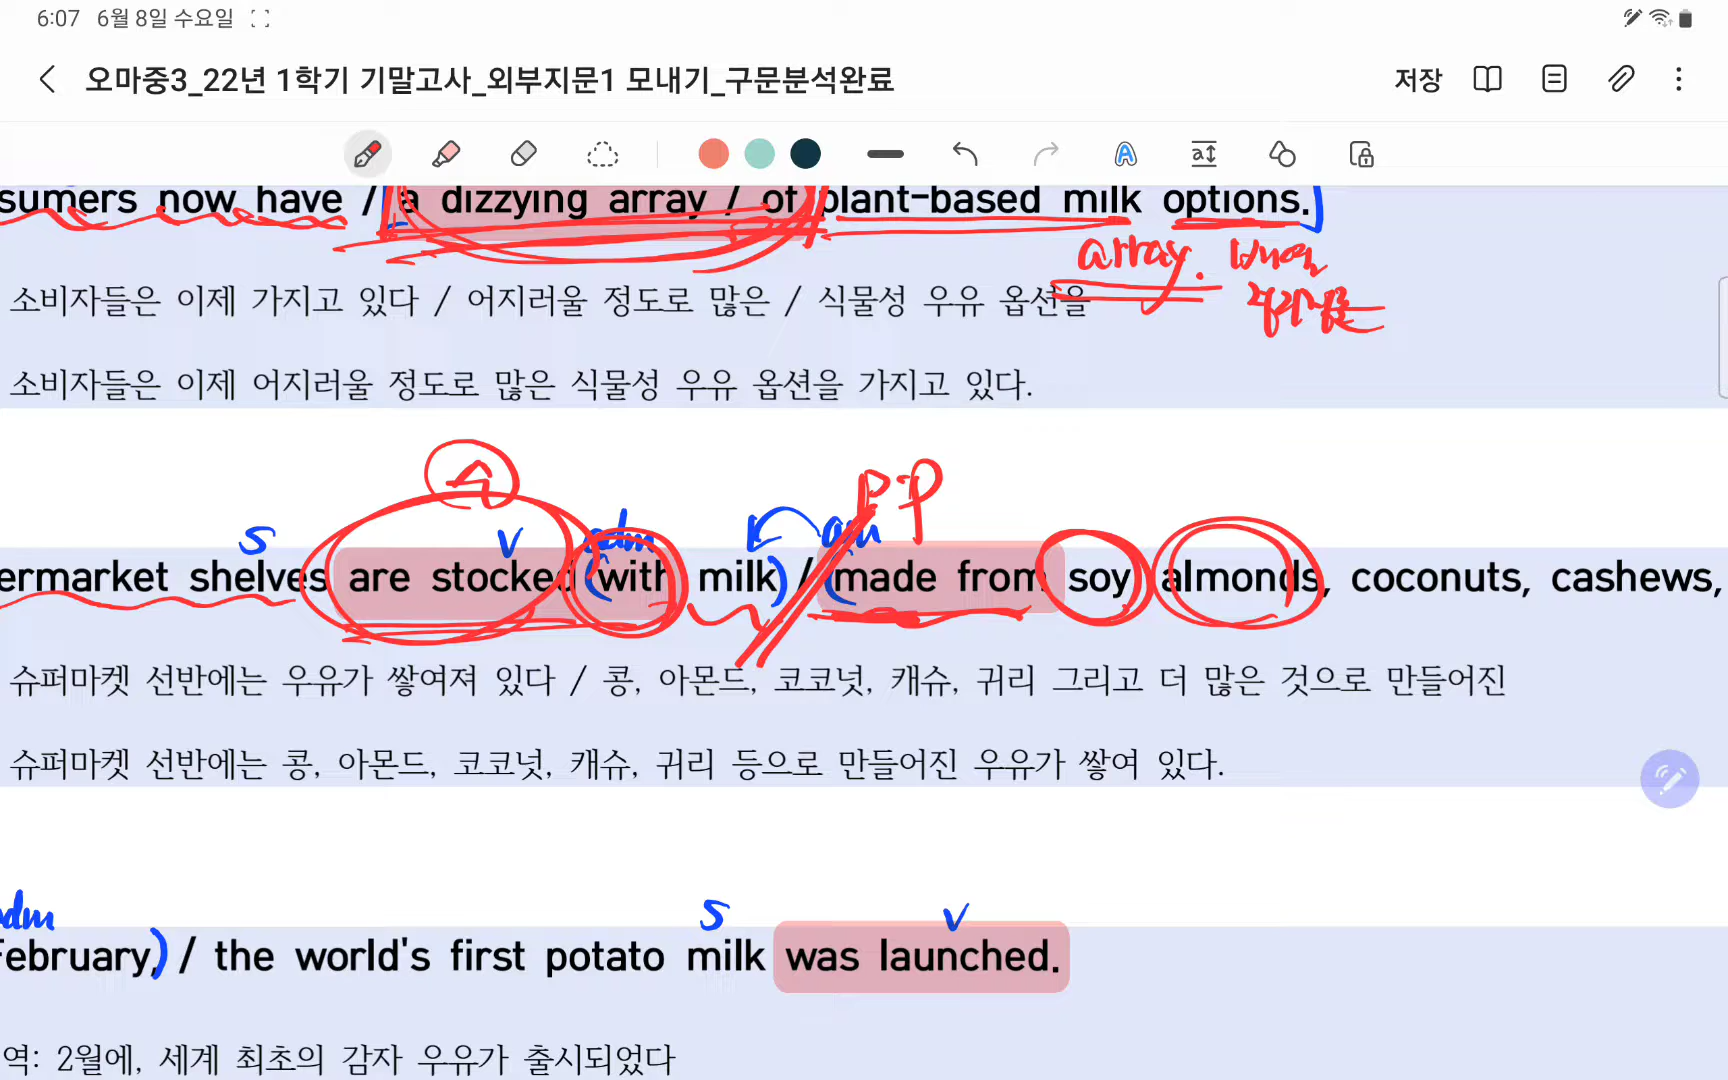 6:07 6월 8일 수요일
오마중3_22년 1학기 기말고사_외부지문1 모내기_구문분석완료
저장
sumers now have / a dizzying array / of plant-based milk options.
array.
소비자들은 이제 가지고 있다 / 어지러울 정도로 많은 / 식물성 우유 옵션을
소비자들은 이제 어지러울 정도로 많은 식물성 우유 옵션을 가지고 있다.
p.p
s v adm
ermarket shelves are stocked (with milk) / (made from soy, almonds, coconuts, cashews,
슈퍼마켓 선반에는 우유가 쌓여져 있다 / 콩, 아몬드, 코코넛, 캐슈, 귀리 그리고 더 많은 것으로 만들어진
슈퍼마켓 선반에는 콩, 아몬드, 코코넛, 캐슈, 귀리 등으로 만들어진 우유가 쌓여 있다.
adm s v
February,) / the world's first potato milk was launched.
역: 2월에, 세계 최초의 감자 우유가 출시되었다